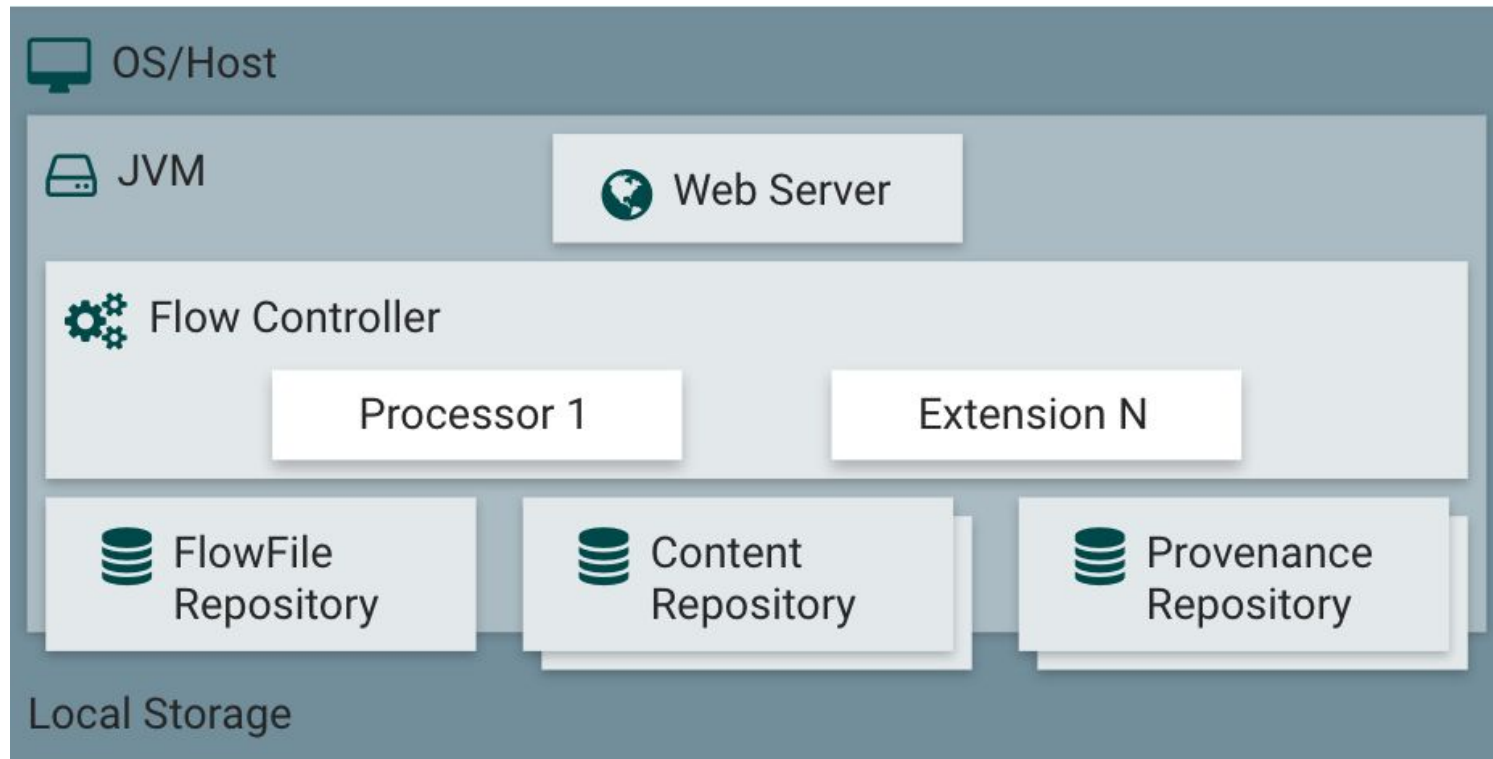 OS/Host
JVM
Web Server
Flow Controller
Processor 1
Extension N
FlowFile
Repository
Content
Repository
Provenance
Repository
Local Storage